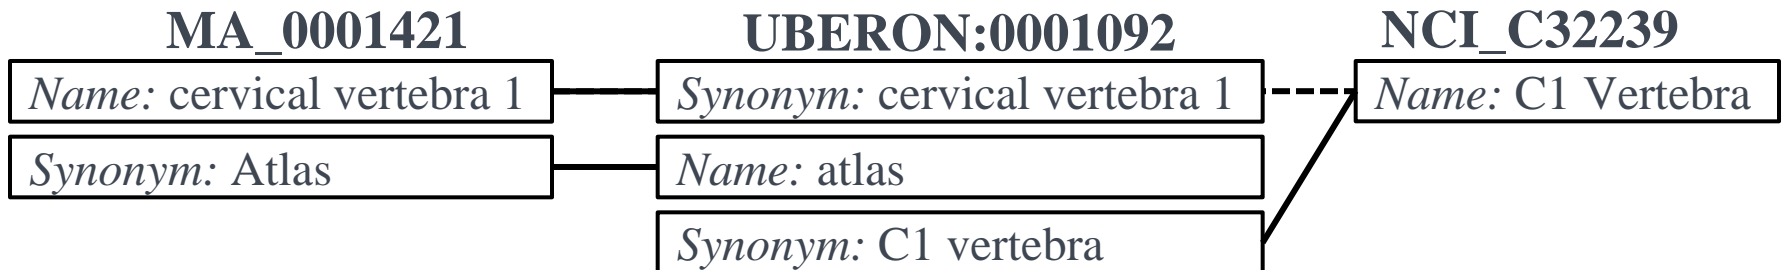 MA_0001421
UBERON:0001092
NCI_C32239
Name: cervical vertebra 1
Synonym: cervical vertebra 1
Name: C1 Vertebra
Synonym: Atlas
Name: atlas
Synonym: C1 vertebra